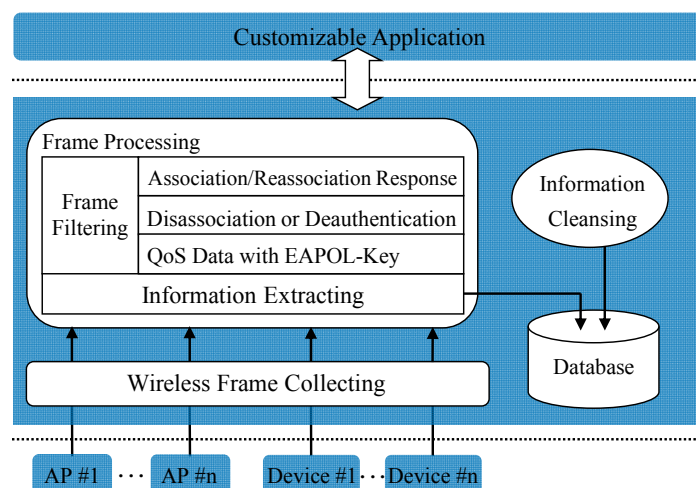 Customizable Application
Frame Processing
Frame
Filtering
Association/Reassociation Response
Disassociation or Deauthentication
QoS Data with EAPOL-Key
Information Extracting
Information
Cleansing
Database
Wireless Frame Collecting
AP #1 ··· AP #n Device #1 ··· Device #n